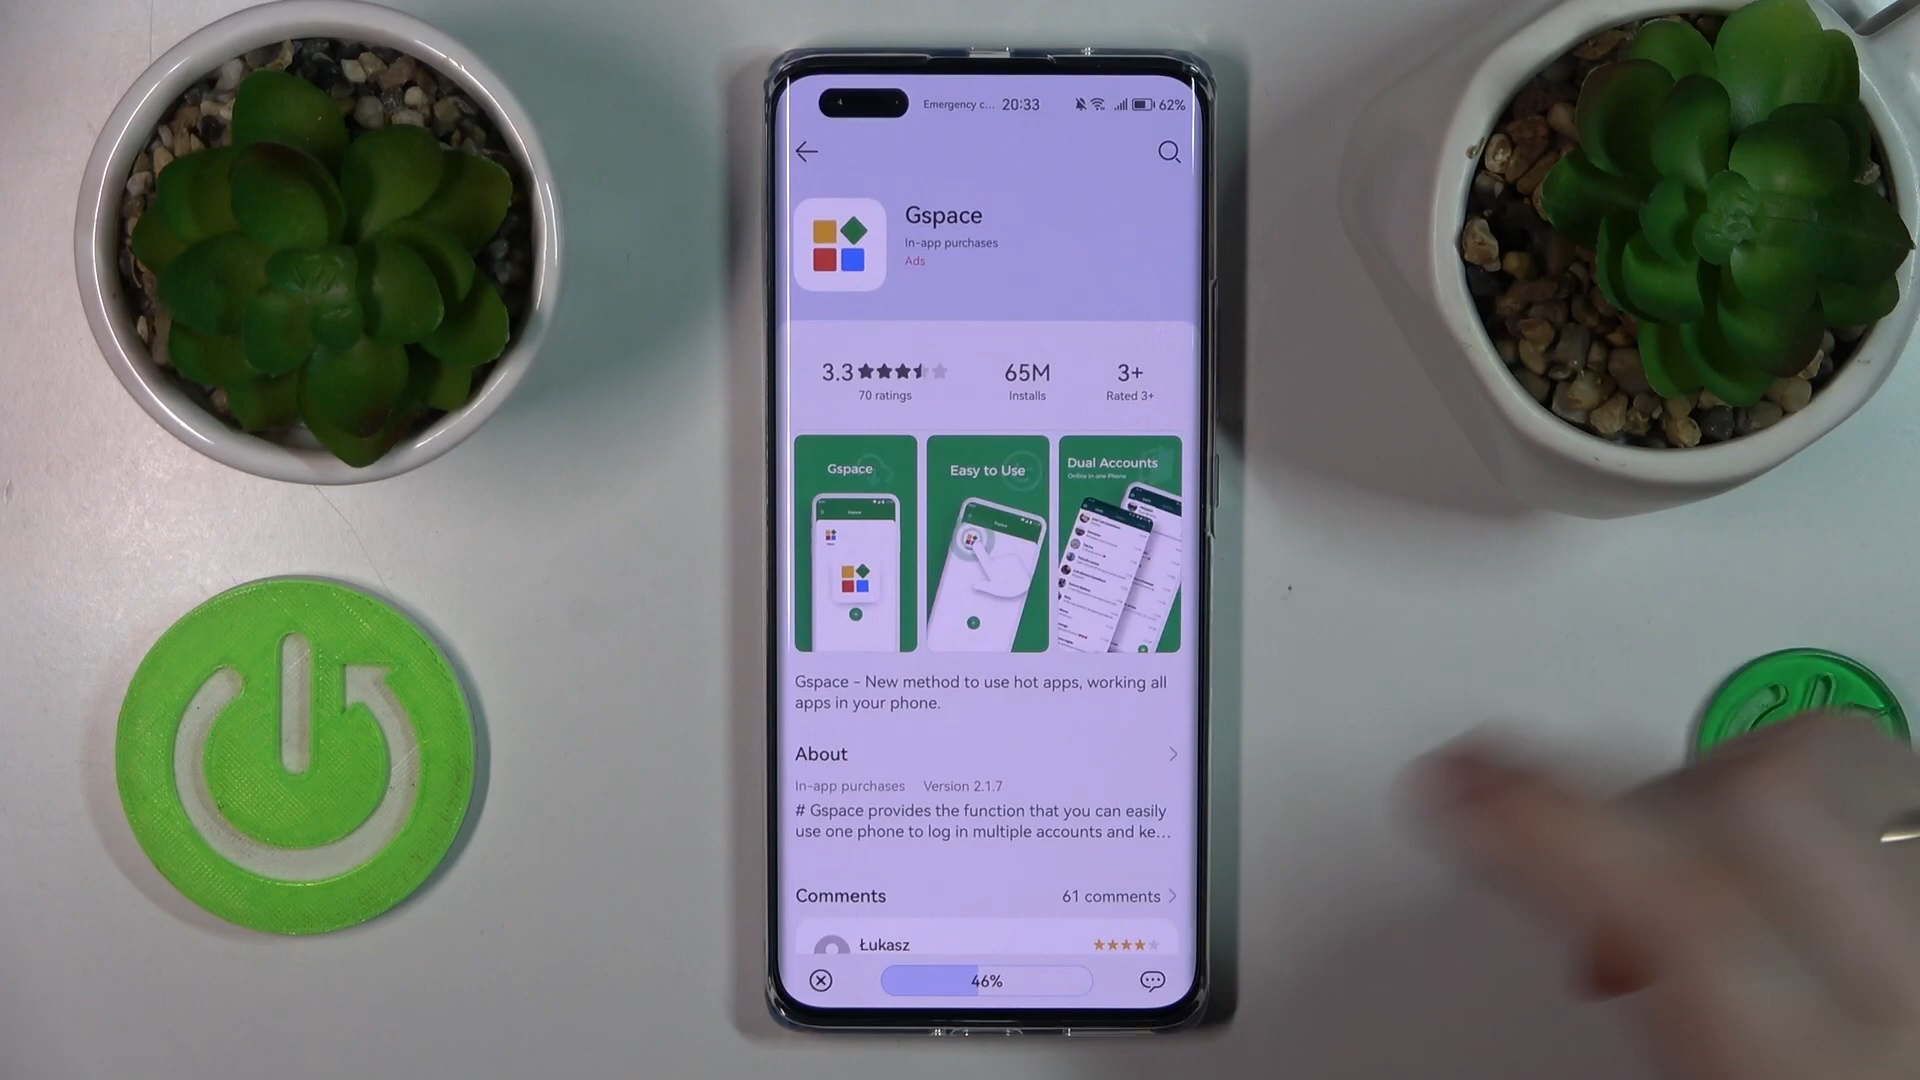 Emergency c... 20:33 62%
Gspace
In-app purchases
Ads
3.3
70 ratings
65M
Installs
3+
Rated 3+
Gspace
Easy to Use
Dual Accounts
Online in one Phone
Gspace - New method to use hot apps, working all
apps in your phone.
About
In-app purchases Version 2.1.7
# Gspace provides the function that you can easily
use one phone to log in multiple accounts and ke...
Comments
61 comments
Łukasz
46%